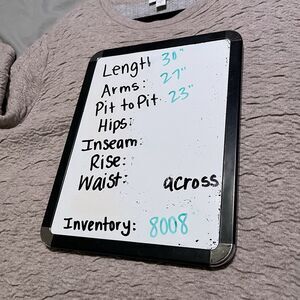 Length 30"
Arms: 27"
Pit to Pit 23"
Hips:
Inseam:
Rise:
Waist: across
Inventory: 8008